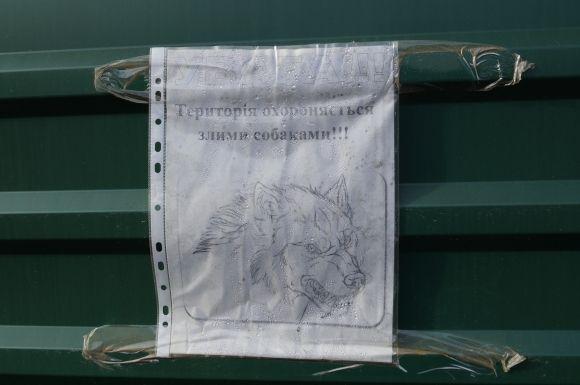 Територія охороняється
злими собаками!!!